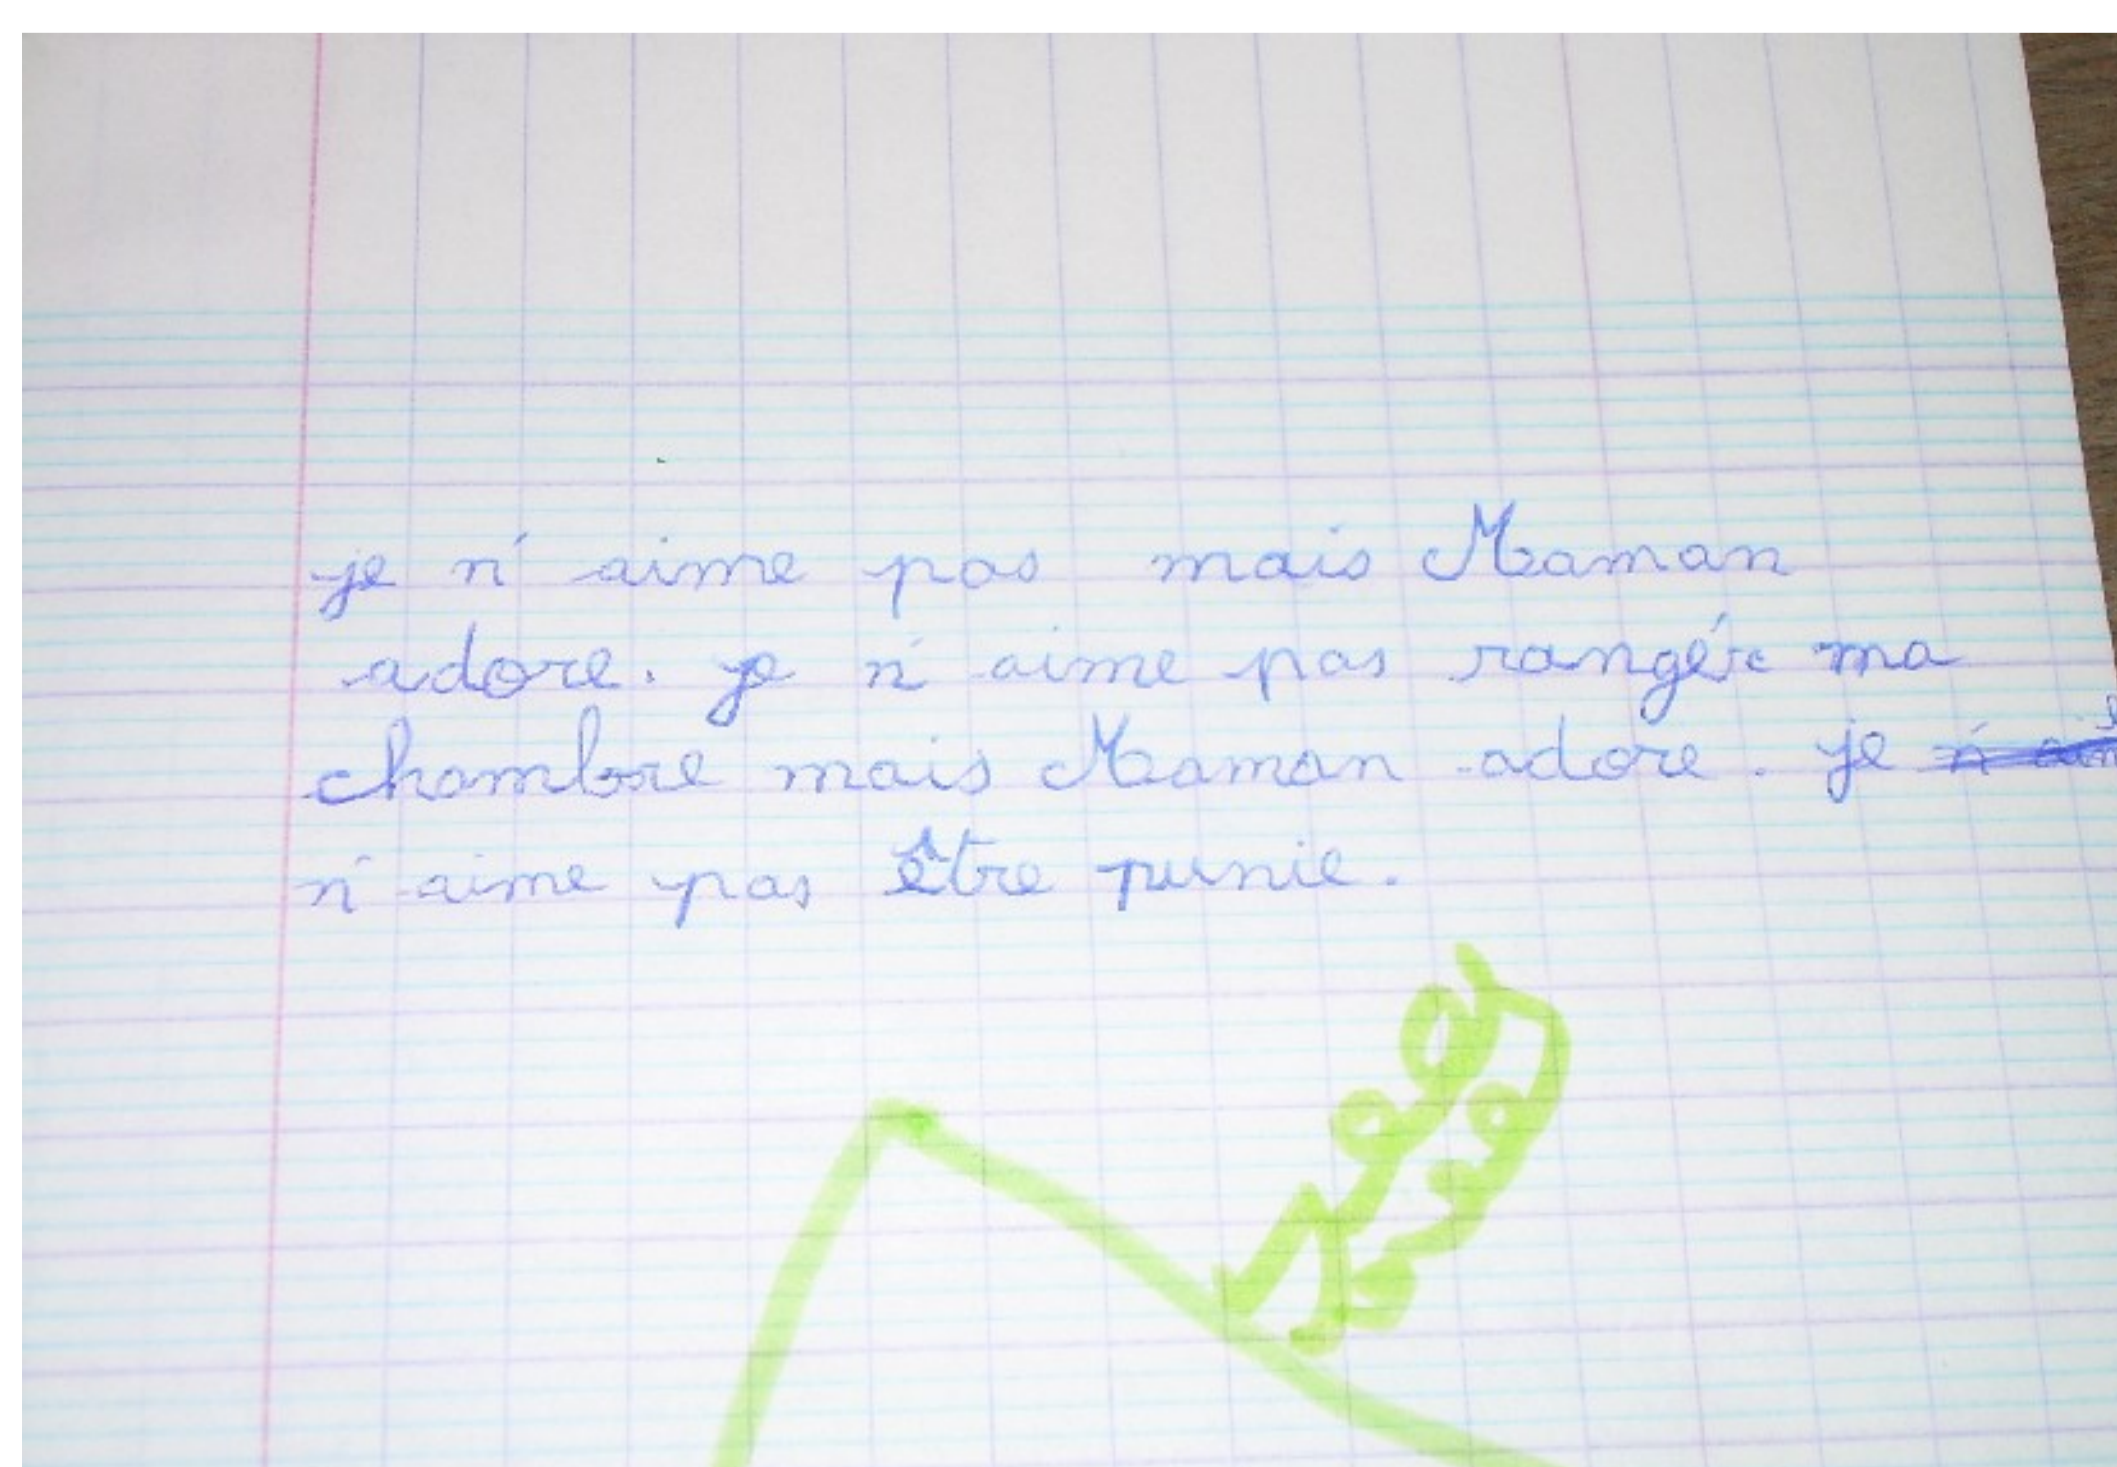 je n'aime pas mais Maman
adore. je n'aime pas rangér ma
chambre mais Maman adore. je
n'aime pas être punie.